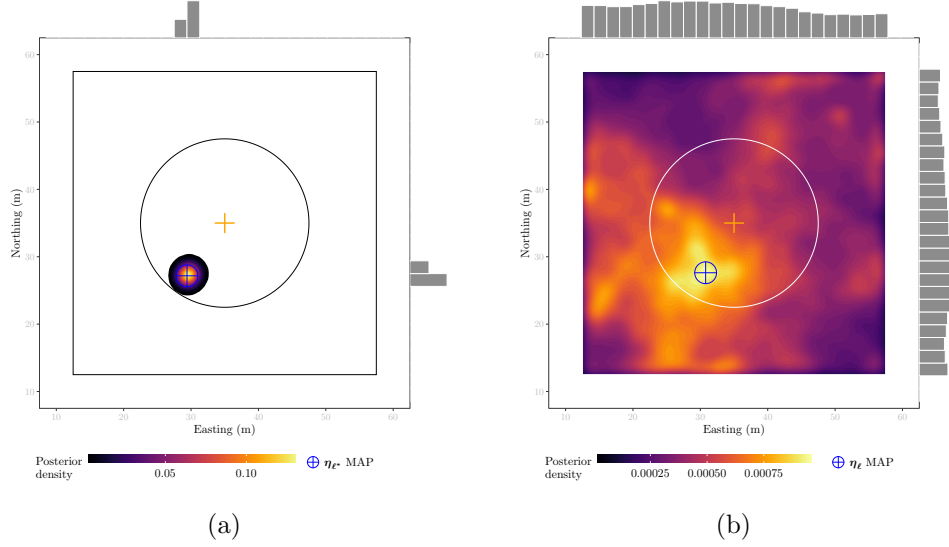 60
50
40
30
20
10
Northing (m)
10 20 30 40 50 60
Easting (m)
Posterior
density
0.05 0.10
η_ℓ* MAP
(a)
60
50
40
30
20
10
Northing (m)
10 20 30 40 50 60
Easting (m)
Posterior
density
0.00025 0.00050 0.00075
η_ℓ MAP
(b)